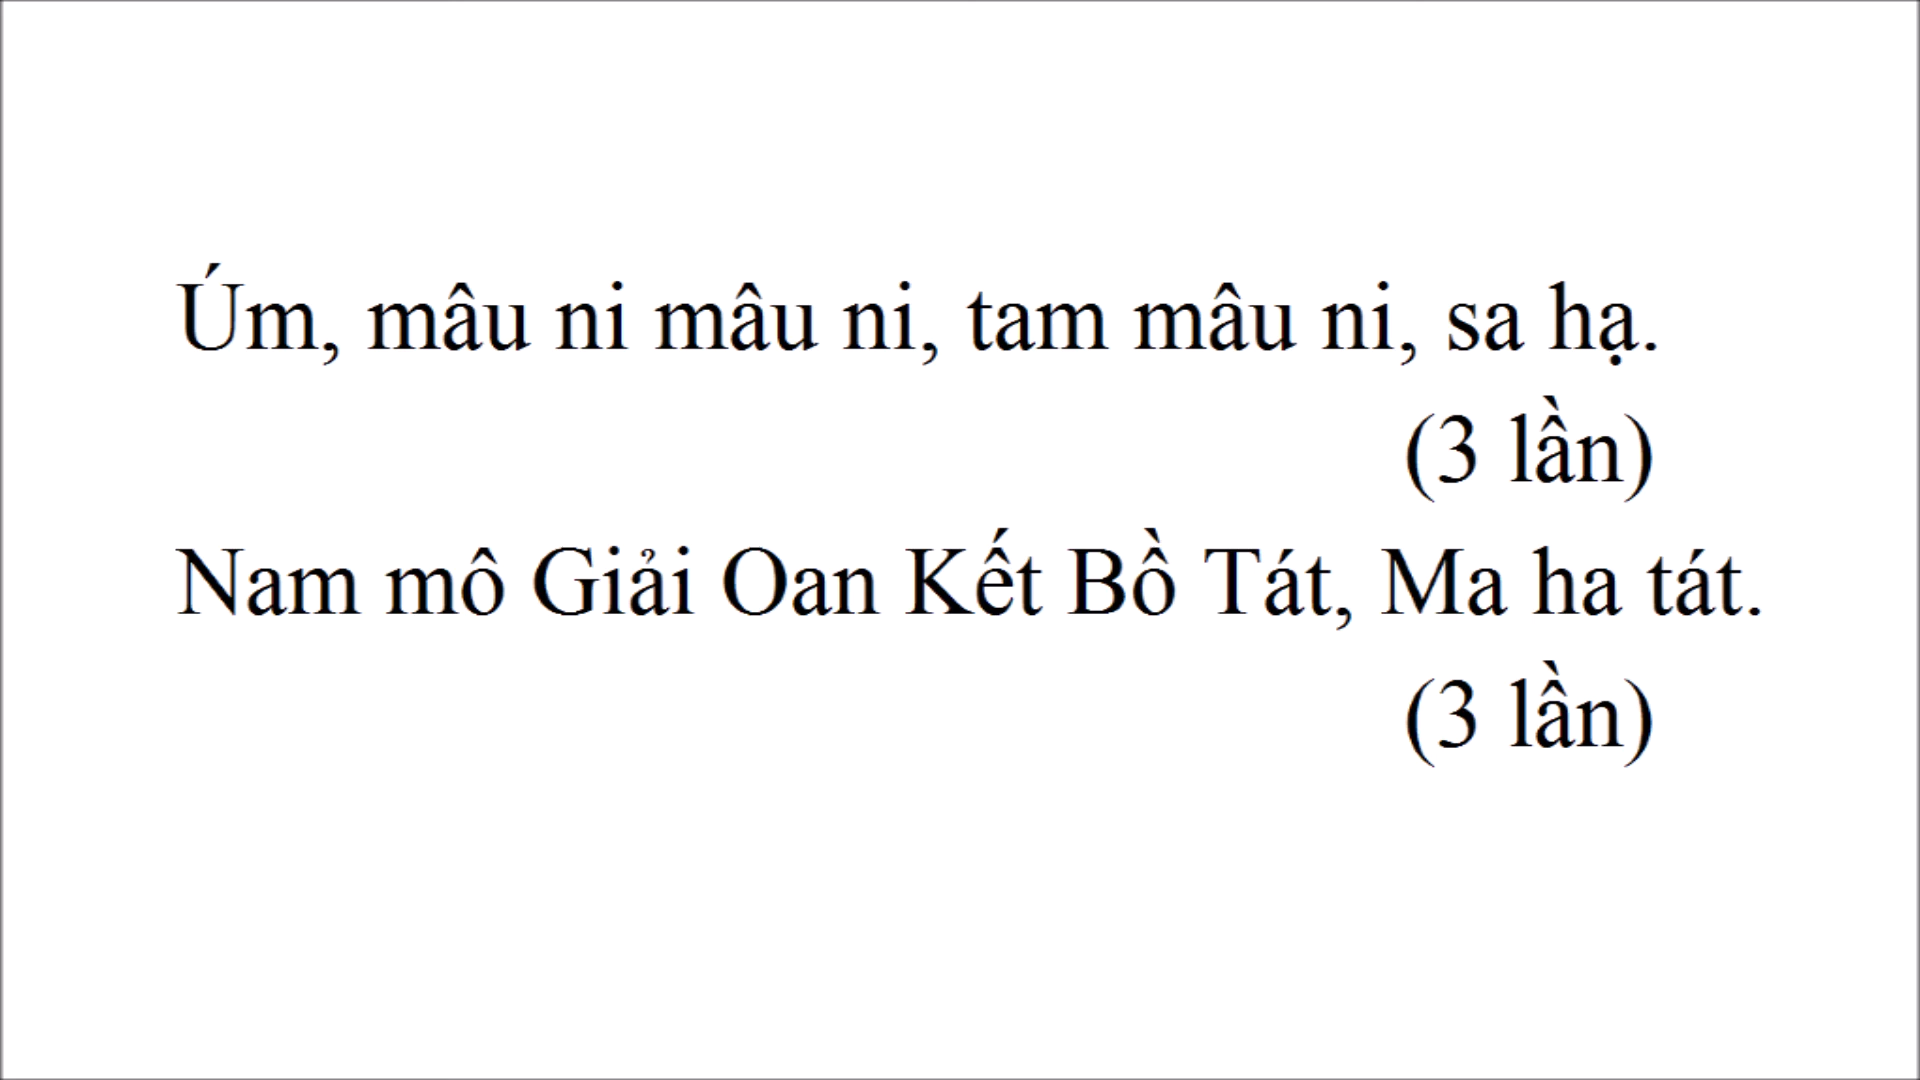 Úm, mâu ni mâu ni, tam mâu ni, sa hạ.
(3 lần)
Nam mô Giải Oan Kết Bồ Tát, Ma ha tát.
(3 lần)